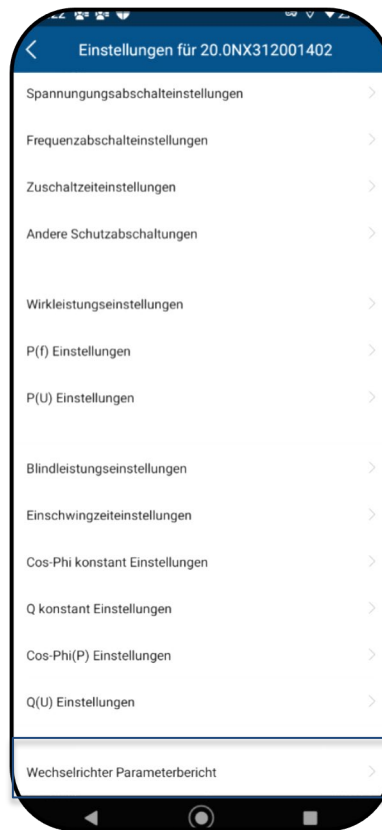 Einstellungen für 20.0NX312001402
Spannungungsabschalteinstellungen
Frequenzabschalteinstellungen
Zuschaltzeiteinstellungen
Andere Schutzabschaltungen
Wirkleistungseinstellungen
P(f) Einstellungen
P(U) Einstellungen
Blindleistungseinstellungen
Einschwingzeiteinstellungen
Cos-Phi konstant Einstellungen
Q konstant Einstellungen
Cos-Phi(P) Einstellungen
Q(U) Einstellungen
Wechselrichter Parameterbericht